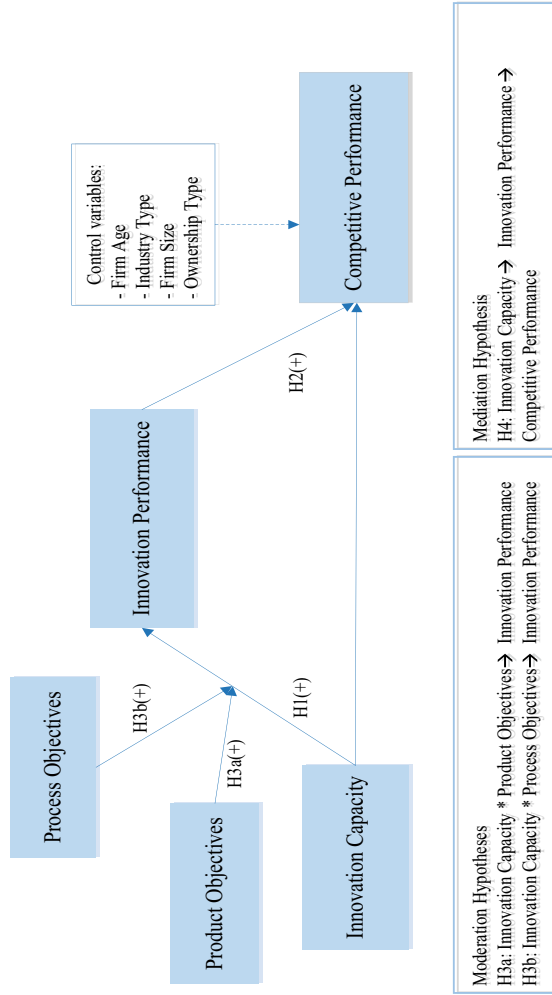 Process Objectives
Product Objectives
Innovation Capacity
H3b(+)
H3a(+)
H1(+)
Innovation Performance
H2(+)
Control variables:
- Firm Age
- Industry Type
- Firm Size
- Ownership Type
Competitive Performance
Moderation Hypotheses
H3a: Innovation Capacity * Product Objectives→ Innovation Performance
H3b: Innovation Capacity * Process Objectives→ Innovation Performance
Mediation Hypothesis
H4: Innovation Capacity→ Innovation Performance→
Competitive Performance